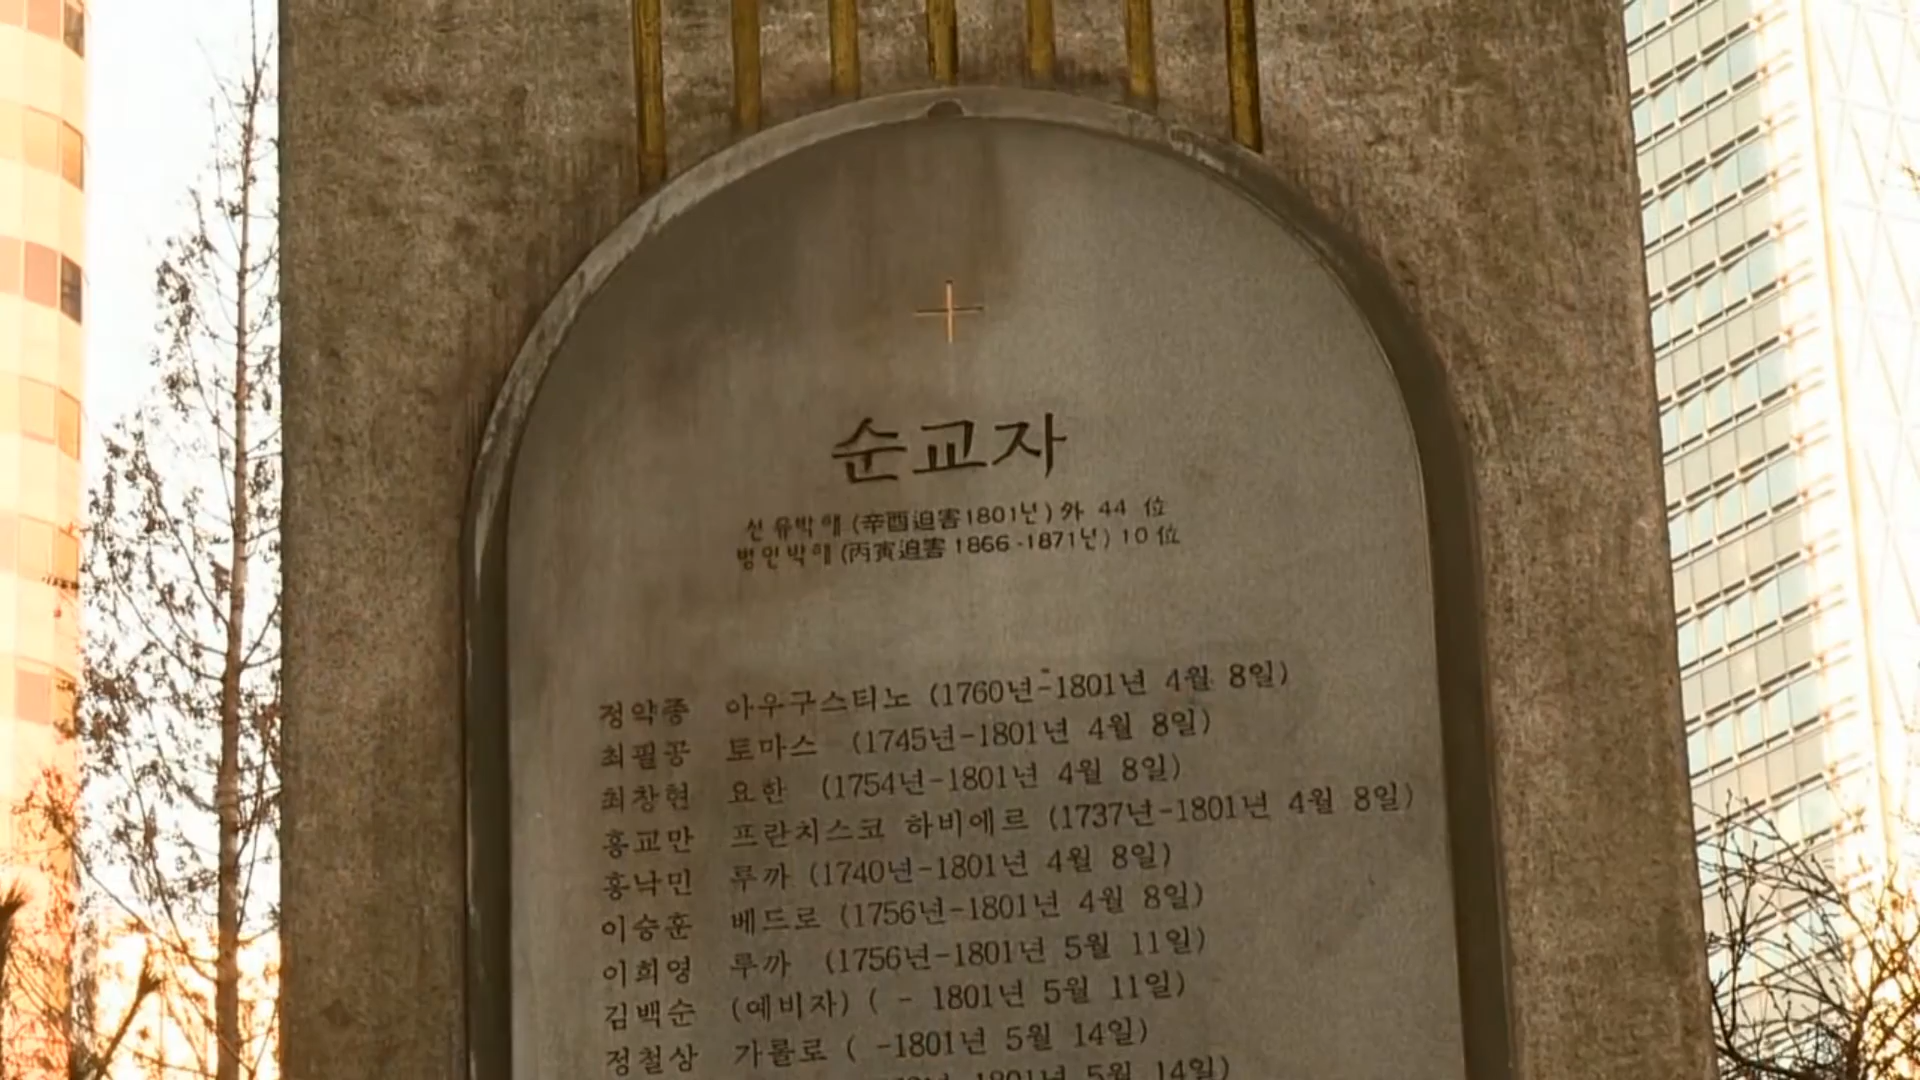 순교자
신유박해 (辛酉迫害1801년) 外 44 位
병인박해 (丙寅迫害 1866 -1871년) 10 位
정약종 아우구스티노 (1760년-1801년 4월 8일)
최필공 토마스 (1745년-1801년 4월 8일)
최창현 요한 (1754년-1801년 4월 8일)
홍교만 프란치스코 하비에르 (1737년-1801년 4월 8일)
홍낙민 루까 (1740년-1801년 4월 8일)
이승훈 베드로 (1756년-1801년 4월 8일)
이희영 루까 (1756년-1801년 5월 11일)
김백순 (예비자) ( - 1801년 5월 11일)
정철상 가롤로 ( -1801년 5월 14일)
1801년 5월 14일)